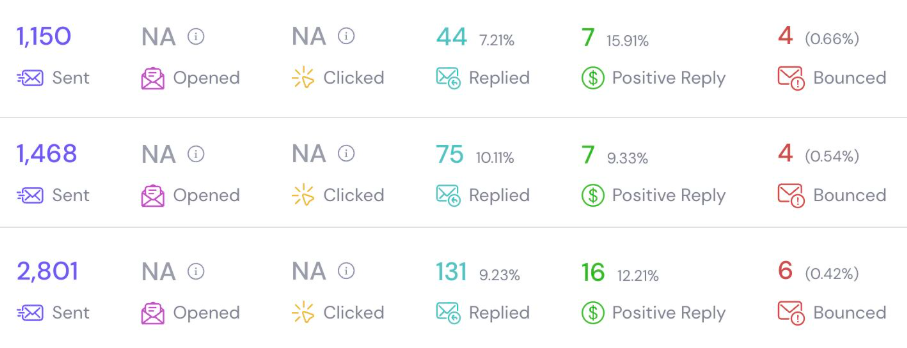 1,150 NA NA 44 7.21% 7 15.91% 4 (0.66%)
Sent Opened Clicked Replied Positive Reply Bounced
1,468 NA NA 75 10.11% 7 9.33% 4 (0.54%)
Sent Opened Clicked Replied Positive Reply Bounced
2,801 NA NA 131 9.23% 16 12.21% 6 (0.42%)
Sent Opened Clicked Replied Positive Reply Bounced